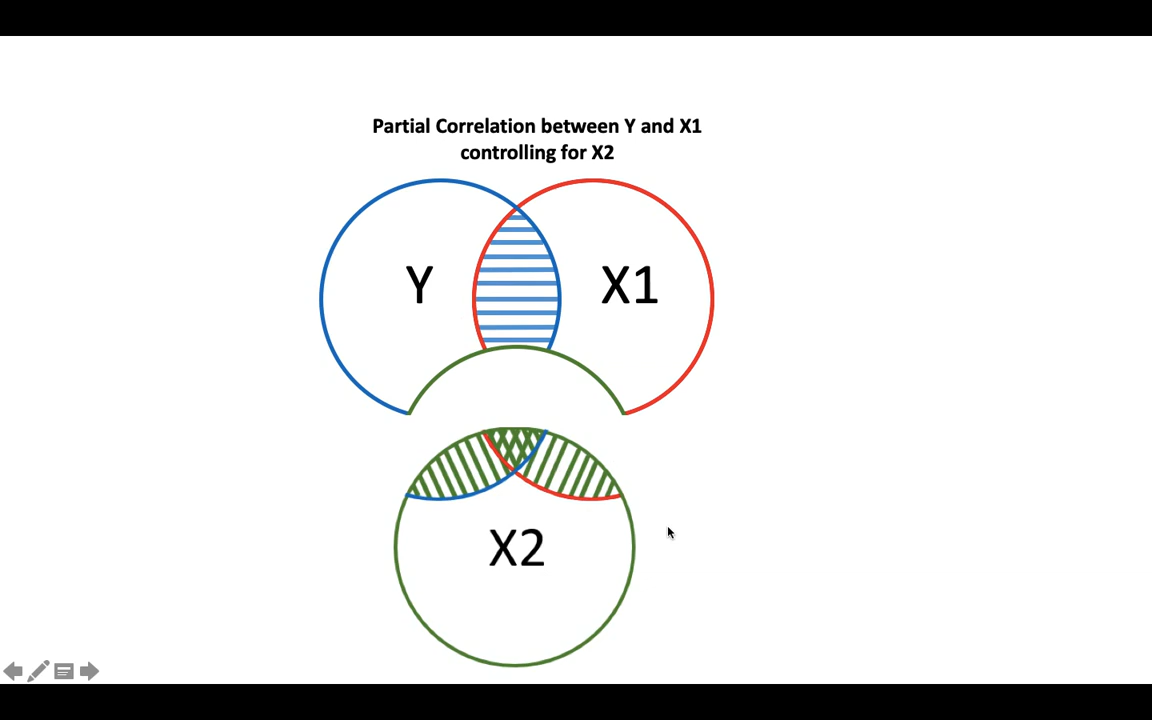 Partial Correlation between Y and X1
controlling for X2
Y
X1
X2